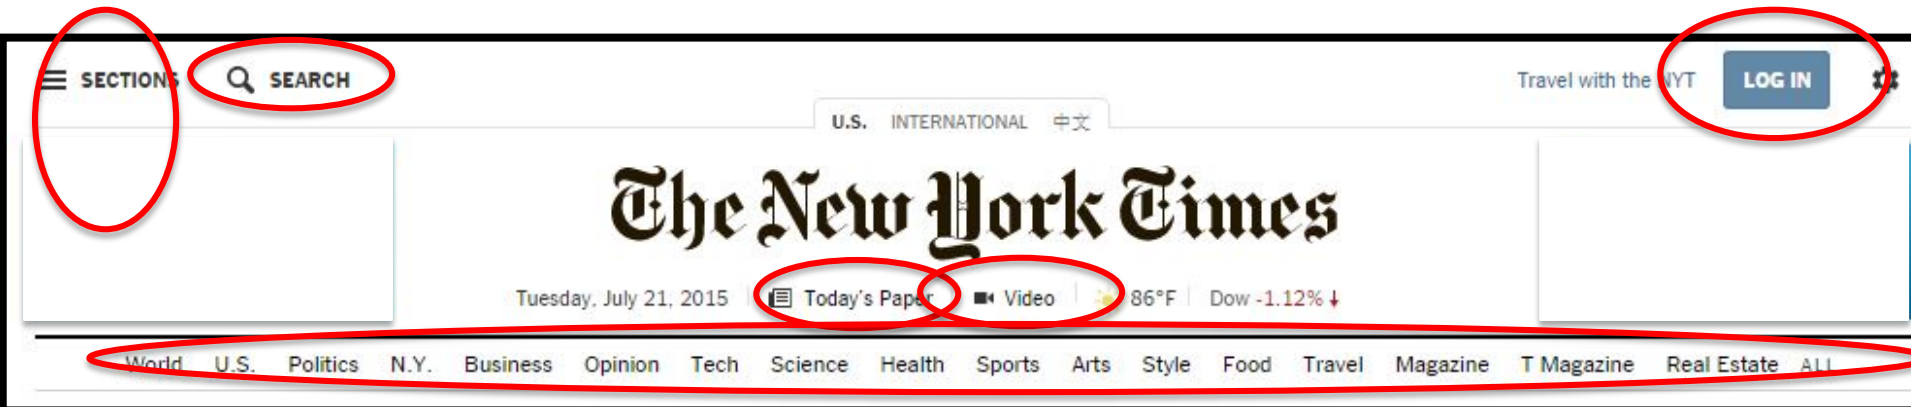 SECTIONS SEARCH Travel with the NYT LOG IN
U.S. INTERNATIONAL 中文
The New York Times
Tuesday, July 21, 2015 Today's Paper Video 86°F Dow -1.12%
World U.S. Politics N.Y. Business Opinion Tech Science Health Sports Arts Style Food Travel Magazine T Magazine Real Estate ALL